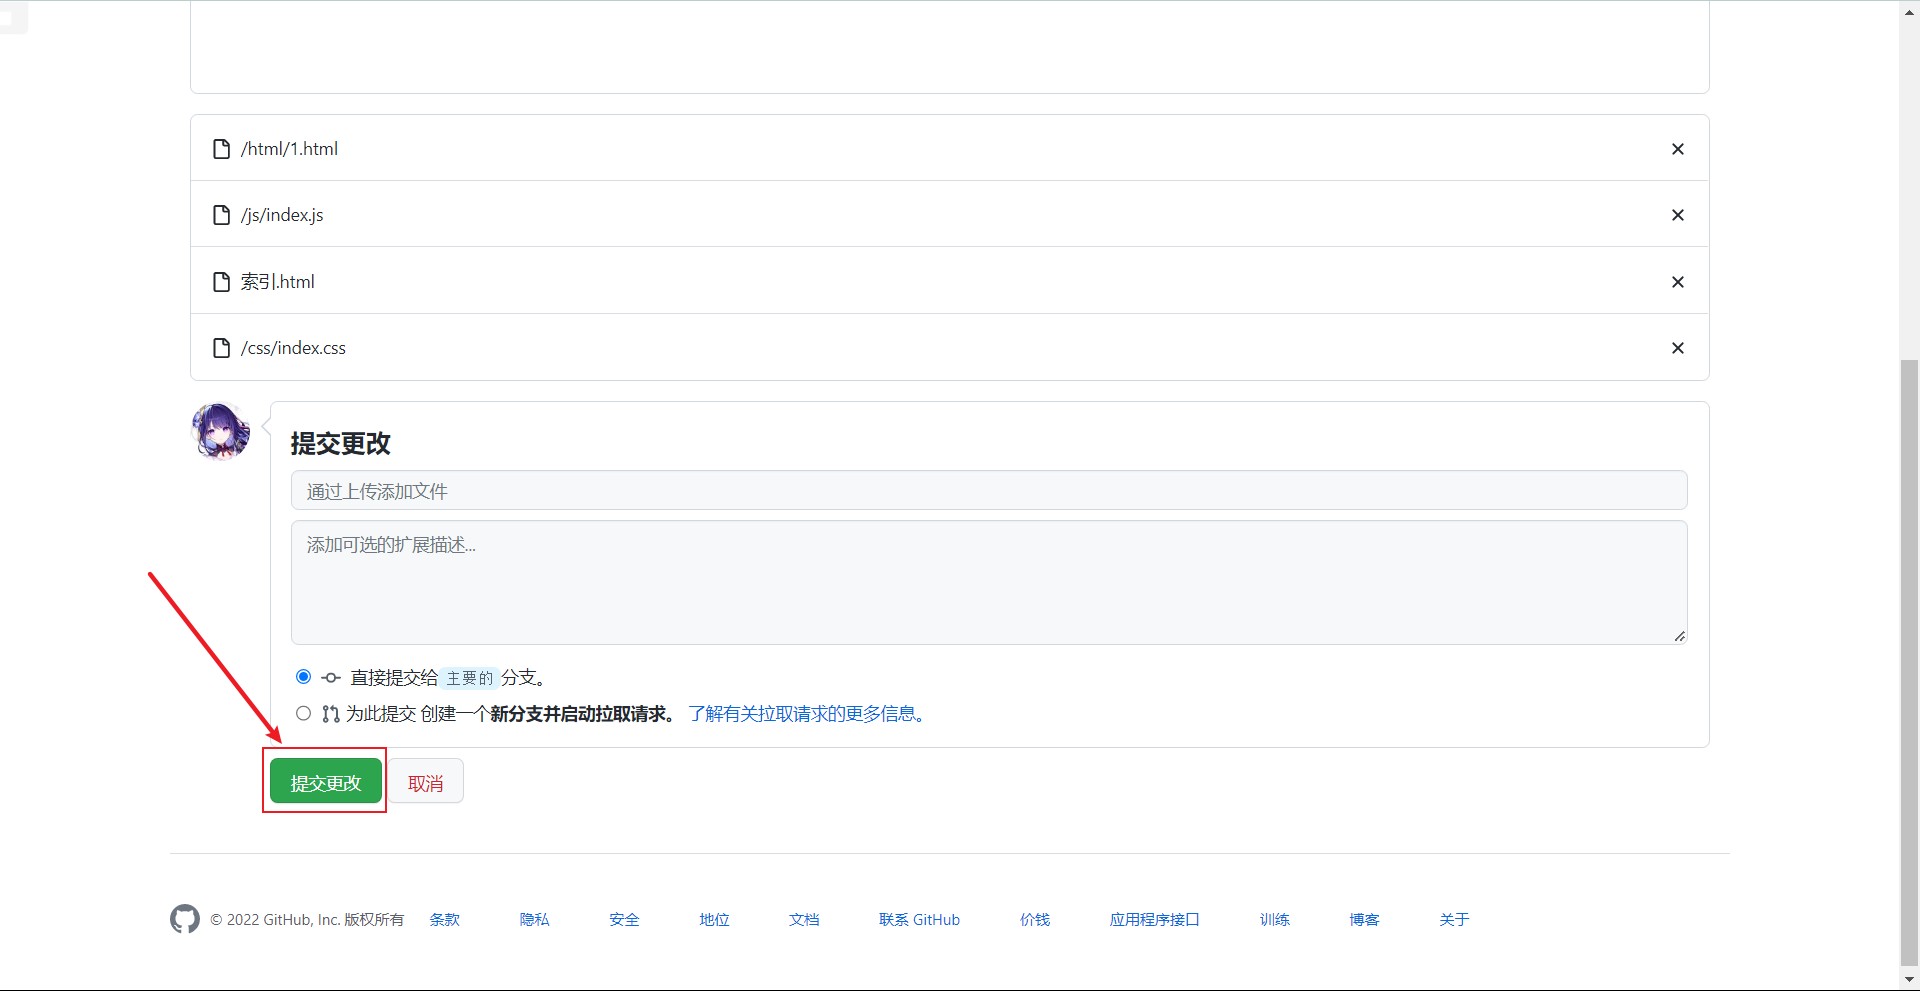 /html/1.html
/js/index.js
索引.html
/css/index.css
提交更改
通过上传添加文件
添加可选的扩展描述...
直接提交给 主要的 分支。
为此提交 创建一个新分支并启动拉取请求。 了解有关拉取请求的更多信息。
提交更改 取消
© 2022 GitHub, Inc. 版权所有 条款 隐私 安全 地位 文档 联系 GitHub 价钱 应用程序接口 训练 博客 关于